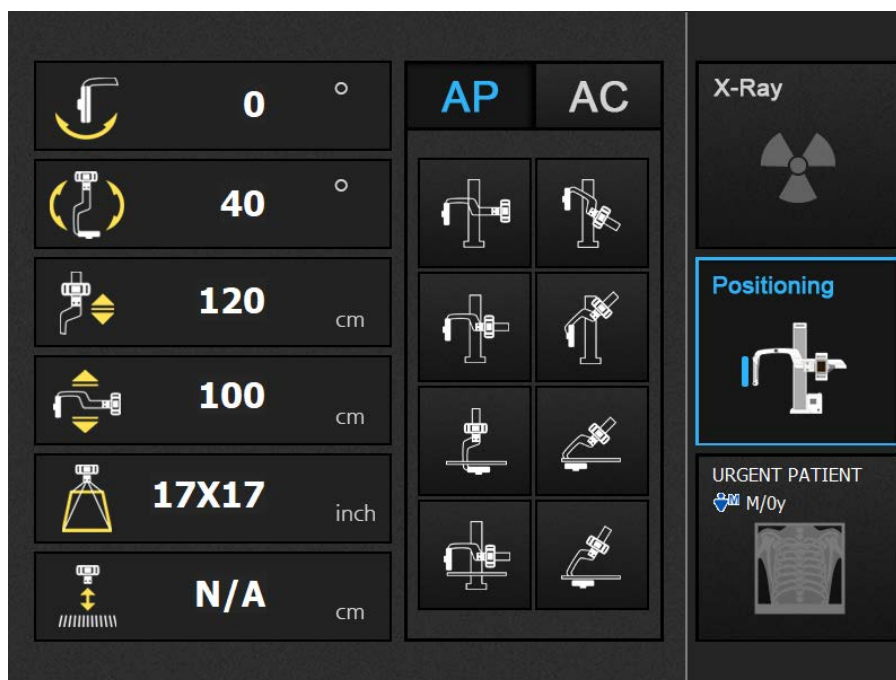 0 °
40 °
120 cm
100 cm
17X17 inch
N/A cm
AP AC
X-Ray
Positioning
URGENT PATIENT
M M/0y